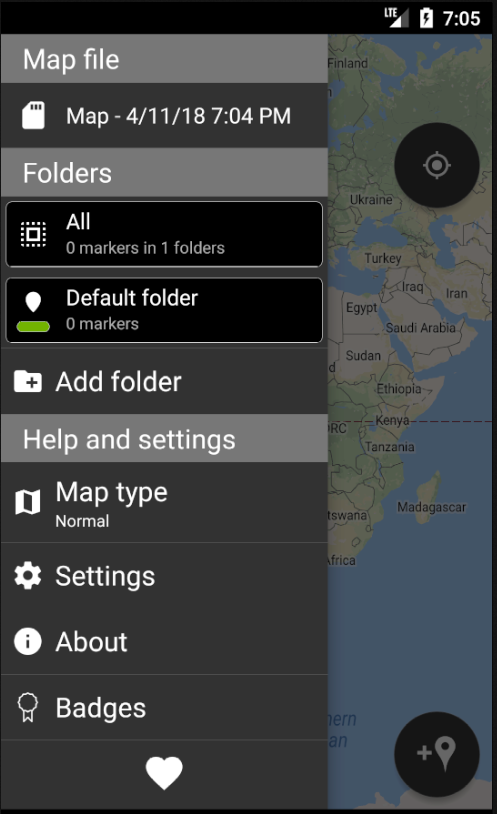 LTE 7:05
Map file
Map - 4/11/18 7:04 PM
Folders
All
0 markers in 1 folders
Default folder
0 markers
Add folder
Help and settings
Map type
Normal
Settings
About
Badges
Finland
Ukraine
Turkey
Iraq
Iran
Egypt
Saudi Arabia
Sudan
Ethiopia
DRC
Kenya
Tanzania
tswana
Madagascar
Africa
hern
an